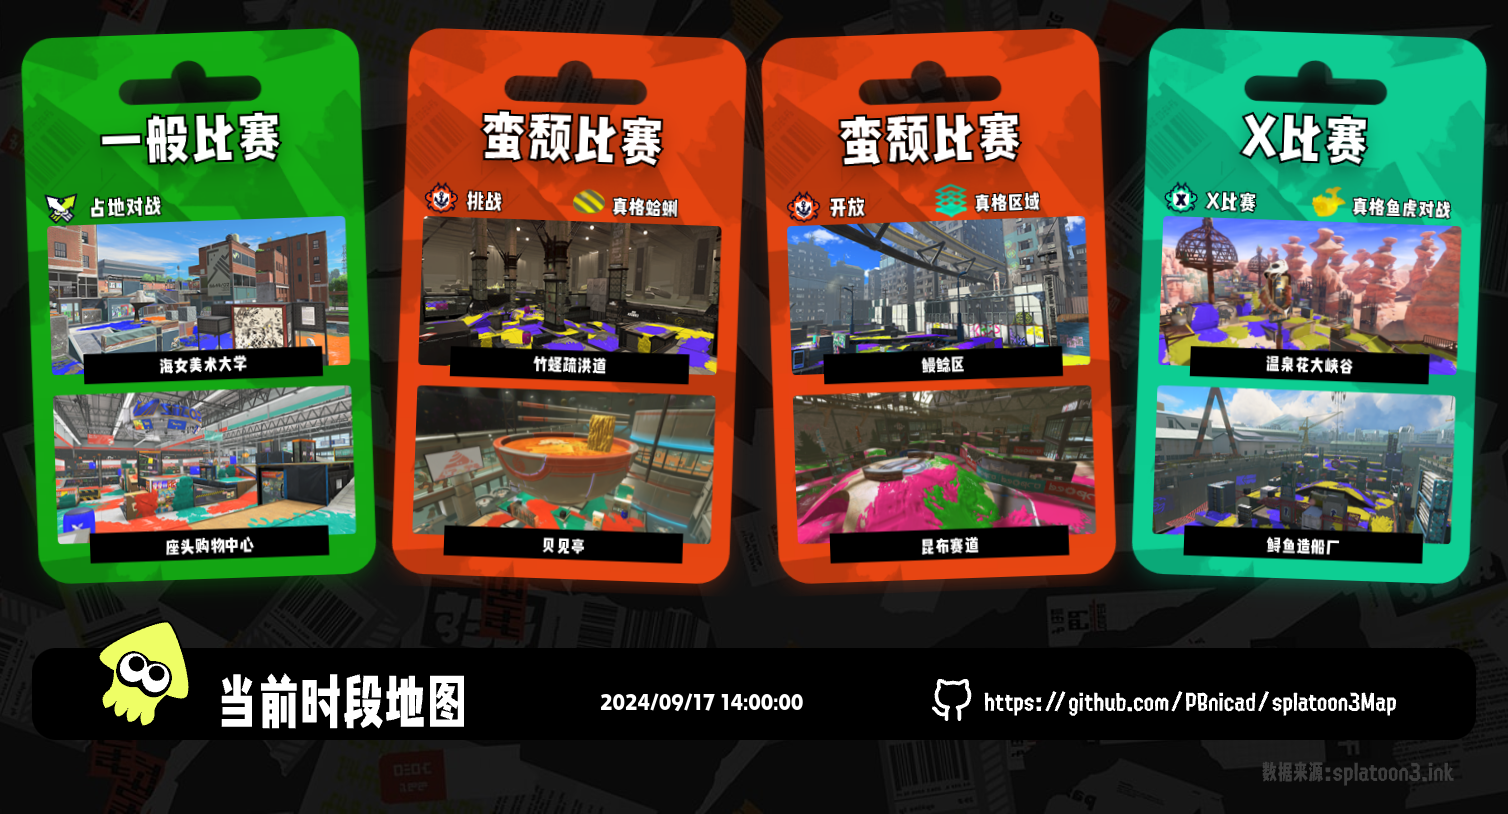 一般比赛
占地对战
海女美术大学
座头购物中心
蛮颓比赛
挑战
真格蛤蜊
竹蛏疏洪道
贝见亭
蛮颓比赛
开放
真格区域
鳗鲶区
昆布赛道
X比赛
X比赛
真格鱼虎对战
温泉花大峡谷
鲟鱼造船厂
当前时段地图
2024/09/17 14:00:00
https://github.com/PBnicad/splatoon3Map
数据来源:splatoon3.ink